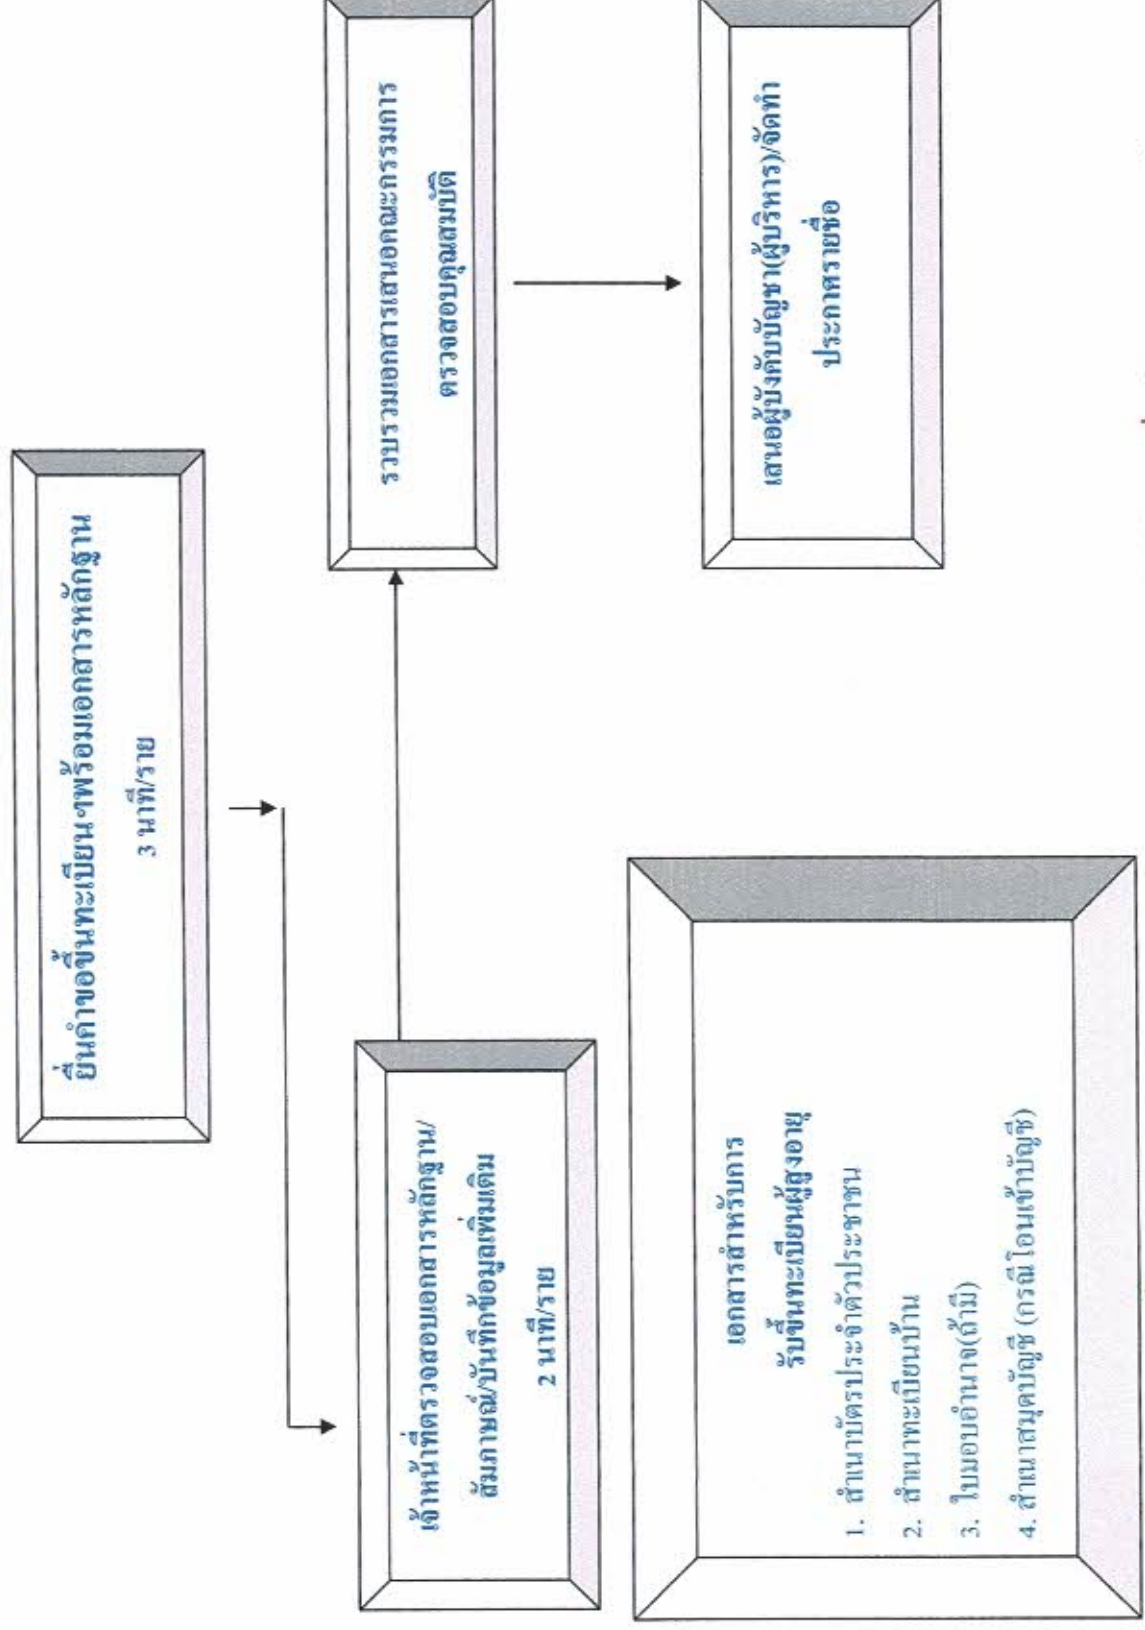 ยื่นคำขอขึ้นทะเบียนฯพร้อมเอกสารหลักฐาน
3 นาที/ราย
เจ้าหน้าที่ตรวจสอบเอกสารหลักฐาน/
สัมภาษณ์/บันทึกข้อมูลเพิ่มเติม
2 นาที/ราย
รวบรวมเอกสารเสนอคณะกรรมการ
ตรวจสอบคุณสมบัติ
เสนอผู้บังคับบัญชา(ผู้บริหาร)/จัดทำ
ประกาศรายชื่อ
เอกสารสำหรับการ
รับขึ้นทะเบียนผู้สูงอายุ
1. สำเนาบัตรประจำตัวประชาชน
2. สำเนาทะเบียนบ้าน
3. ใบมอบอำนาจ(ถ้ามี)
4. สำเนาสมุดบัญชี (กรณีโอนเข้าบัญชี)